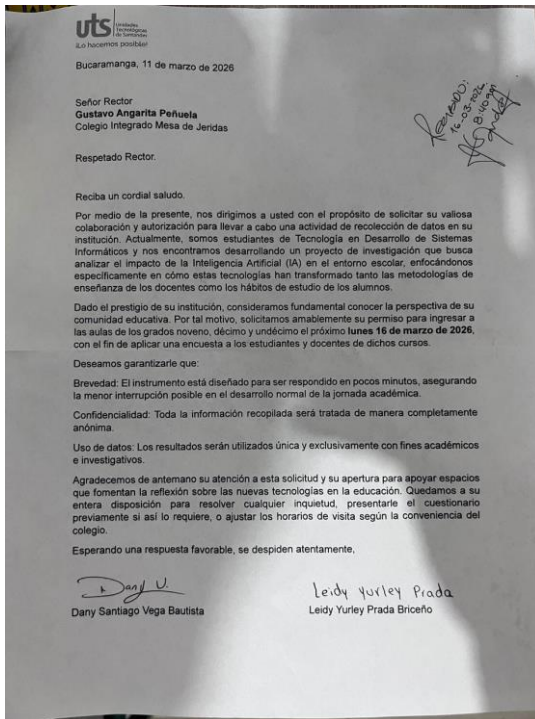 uts
Unidades
Tecnológicas
de Santander
¡Lo hacemos posible!
Bucaramanga, 11 de marzo de 2026
RECIBIDO:
16-03-2026
8:40am
Señor Rector
Gustavo Angarita Peñuela
Colegio Integrado Mesa de Jeridas
Respetado Rector.
Reciba un cordial saludo.
Por medio de la presente, nos dirigimos a usted con el propósito de solicitar su valiosa
colaboración y autorización para llevar a cabo una actividad de recolección de datos en su
institución. Actualmente, somos estudiantes de Tecnología en Desarrollo de Sistemas
Informáticos y nos encontramos desarrollando un proyecto de investigación que busca
analizar el impacto de la Inteligencia Artificial (IA) en el entorno escolar, enfocándonos
específicamente en cómo estas tecnologías han transformado tanto las metodologías de
enseñanza de los docentes como los hábitos de estudio de los alumnos.
Dado el prestigio de su institución, consideramos fundamental conocer la perspectiva de su
comunidad educativa. Por tal motivo, solicitamos amablemente su permiso para ingresar a
las aulas de los grados noveno, décimo y undécimo el próximo lunes 16 de marzo de 2026,
con el fin de aplicar una encuesta a los estudiantes y docentes de dichos cursos.
Deseamos garantizarle que:
Brevedad: El instrumento está diseñado para ser respondido en pocos minutos, asegurando
la menor interrupción posible en el desarrollo normal de la jornada académica.
Confidencialidad: Toda la información recopilada será tratada de manera completamente
anónima.
Uso de datos: Los resultados serán utilizados única y exclusivamente con fines académicos
e investigativos.
Agradecemos de antemano su atención a esta solicitud y su apertura para apoyar espacios
que fomentan la reflexión sobre las nuevas tecnologías en la educación. Quedamos a su
entera disposición para resolver cualquier inquietud, presentarle el cuestionario
previamente si así lo requiere, o ajustar los horarios de visita según la conveniencia del
colegio.
Esperando una respuesta favorable, se despiden atentamente,
Dany V.
Leidy Yurley Prada
Dany Santiago Vega Bautista
Leidy Yurley Prada Briceño